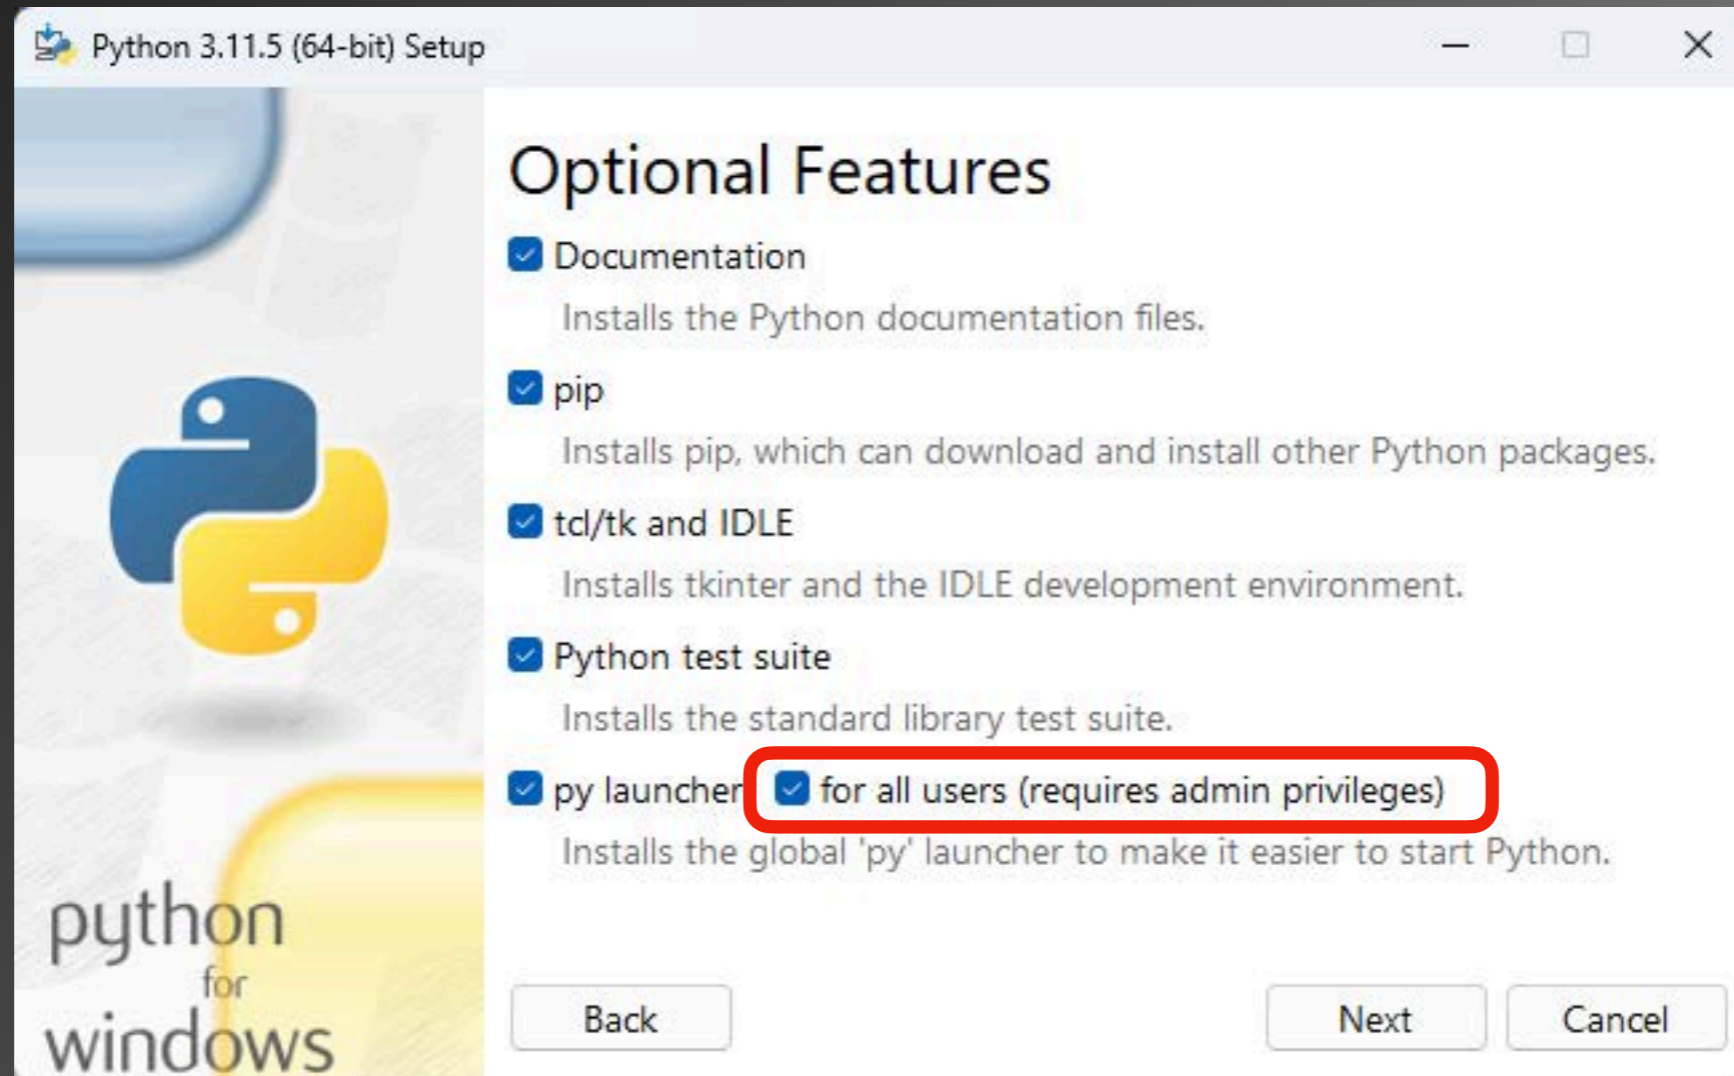 Python 3.11.5 (64-bit) Setup
Optional Features
Documentation
Installs the Python documentation files.
pip
Installs pip, which can download and install other Python packages.
tcl/tk and IDLE
Installs tkinter and the IDLE development environment.
Python test suite
Installs the standard library test suite.
py launcher for all users (requires admin privileges)
Installs the global 'py' launcher to make it easier to start Python.
python
for
windows
Back Next Cancel